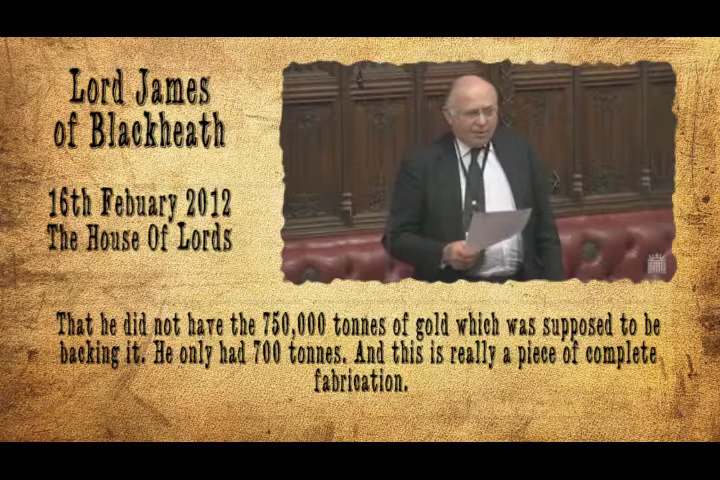 Lord James
of Blackheath
16th Febuary 2012
The House Of Lords
That he did not have the 750,000 tonnes of gold which was supposed to be
backing it. He only had 700 tonnes. And this is really a piece of complete
fabrication.